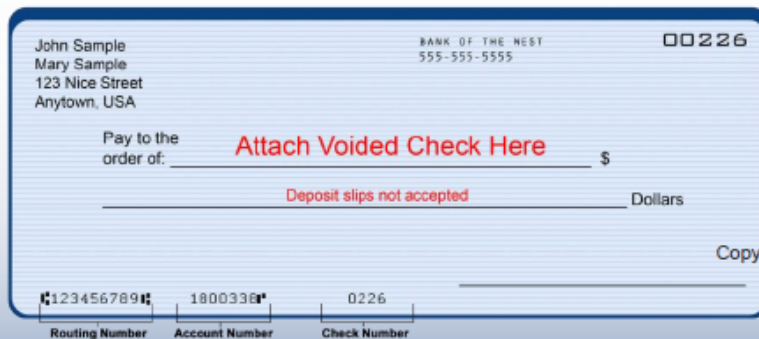 John Sample
Mary Sample
123 Nice Street
Anytown, USA
BANK OF THE NEST
555-555-5555
00226
Pay to the
order of: Attach Voided Check Here $
Deposit slips not accepted Dollars
Copy
⑆123456789⑆ 1800338⑈ 0226
Routing Number Account Number Check Number